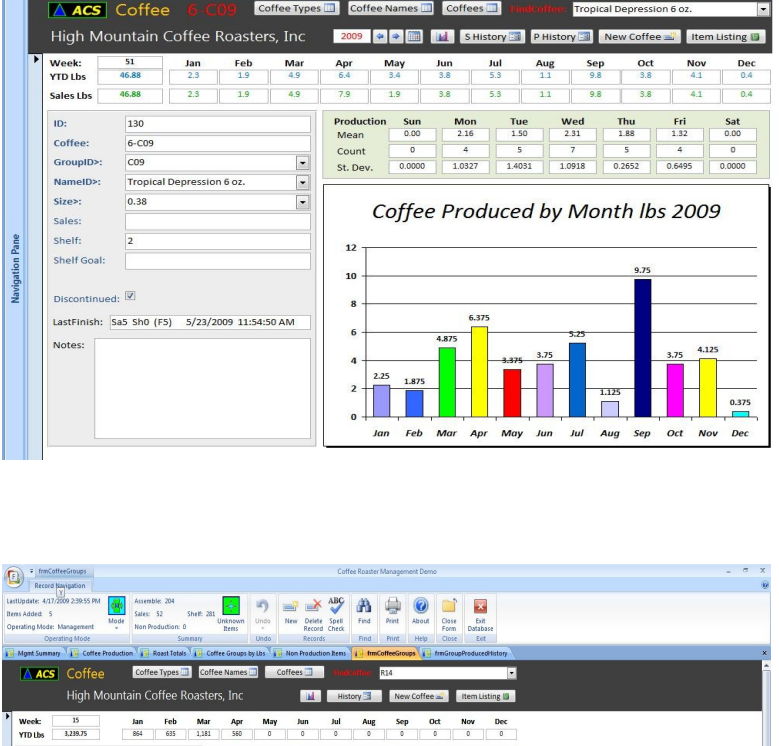 ACS Coffee 6-C09 Coffee Types Coffee Names Coffees FindCoffee: Tropical Depression 6 oz.
High Mountain Coffee Roasters, Inc 2009 S History P History New Coffee Item Listing
Week: 51 Jan Feb Mar Apr May Jun Jul Aug Sep Oct Nov Dec
YTD Lbs 46.88 2.3 1.9 4.9 6.4 3.4 3.8 5.3 1.1 9.8 3.8 4.1 0.4
Sales Lbs 46.88 2.3 1.9 4.9 7.9 1.9 3.8 5.3 1.1 9.8 3.8 4.1 0.4
Navigation Pane
ID: 130
Coffee: 6-C09
GroupID>: C09
NameID>: Tropical Depression 6 oz.
Size>: 0.38
Sales:
Shelf: 2
Shelf Goal:
Discontinued:
LastFinish: Sa5 Sh0 (F5) 5/23/2009 11:54:50 AM
Notes:
Production Sun Mon Tue Wed Thu Fri Sat
Mean 0.00 2.16 1.50 2.31 1.88 1.32 0.00
Count 0 4 5 7 5 4 0
St. Dev. 0.0000 1.0327 1.4031 1.0918 0.2652 0.6495 0.0000
Coffee Produced by Month lbs 2009
12
10
8
6
4
2
0
2.25 1.875 4.875 6.375 3.375 3.75 5.25 1.125 9.75 3.75 4.125 0.375
Jan Feb Mar Apr May Jun Jul Aug Sep Oct Nov Dec
frmCoffeeGroups Coffee Roaster Management Demo
Record Navigation
Y
LastUpdate: 4/17/2009 2:39:55 PM
Items Added: 5
Operating Mode: Management
Mode
Operating Mode
Assemble: 204
Sales: 52 Shelf: 281
Non Production: 0
Unknown Items
Summary
Undo
Undo
New Delete Record Spell Check
Records
Find
Find
Print
Print
About
Help
Close Form
Close
Exit Database
Exit
Mgmt Summary Coffee Production Roast Totals Coffee Groups by Lbs Non Production Items frmCoffeeGroups frmGroupProducedHistory
ACS Coffee Coffee Types Coffee Names Coffees FindCoffee: R14
High Mountain Coffee Roasters, Inc History New Coffee Item Listing
Week: 15 Jan Feb Mar Apr May Jun Jul Aug Sep Oct Nov Dec
YTD Lbs 3,239.75 864 635 1,181 560 0 0 0 0 0 0 0 0